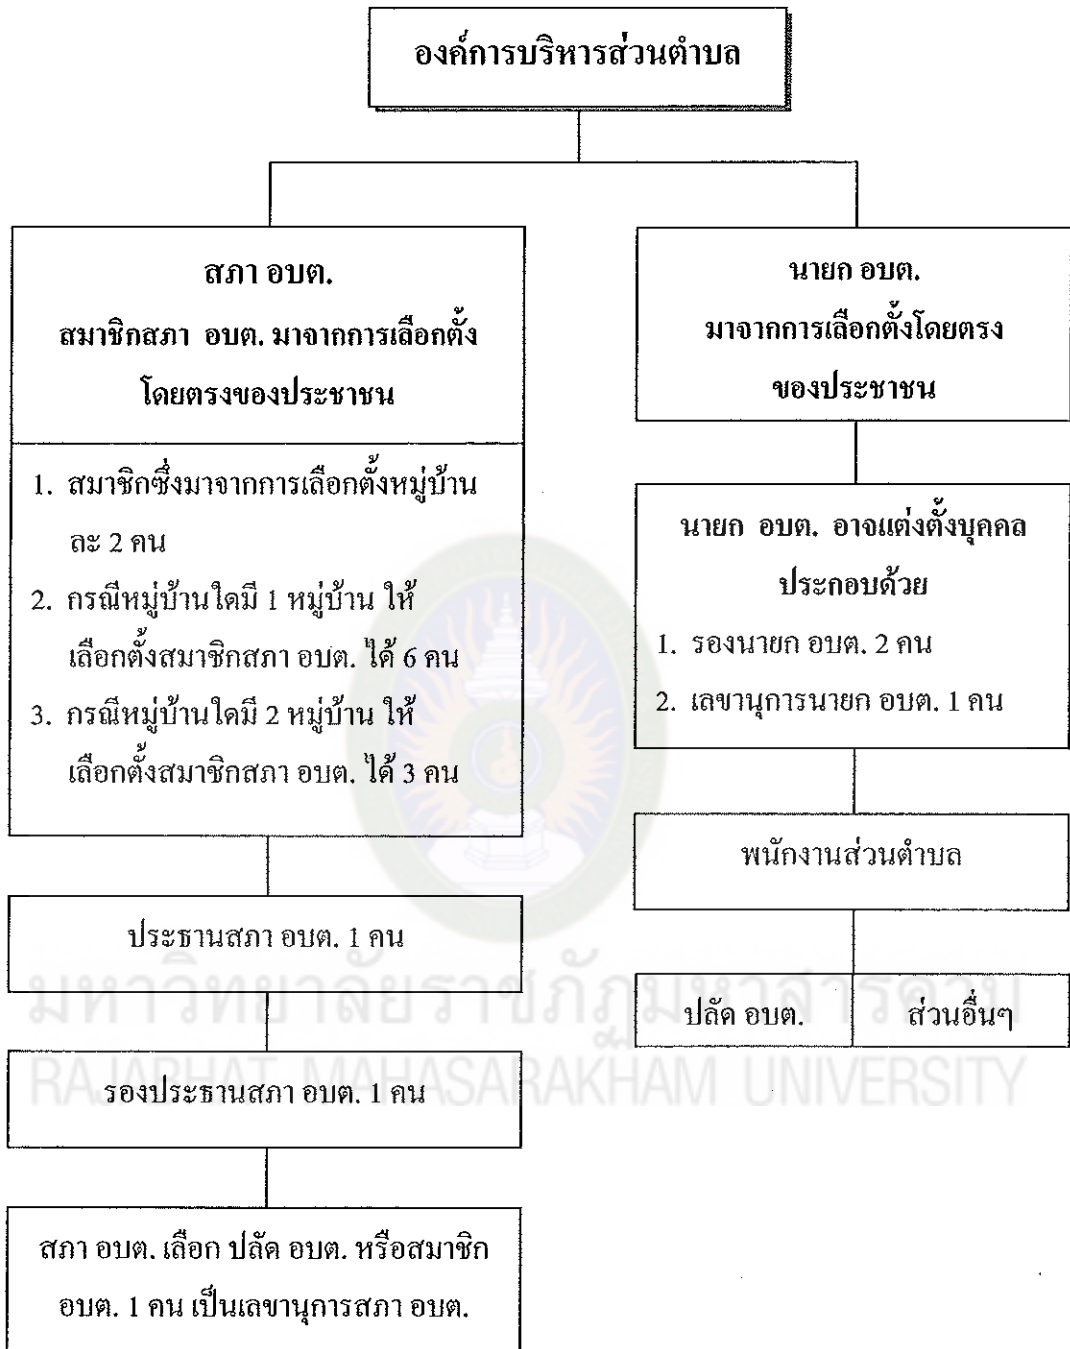 องค์การบริหารส่วนตำบล
สภา อบต.
สมาชิกสภา อบต. มาจากการเลือกตั้ง
โดยตรงของประชาชน
1. สมาชิกซึ่งมาจากการเลือกตั้งหมู่บ้าน
ละ 2 คน
2. กรณีหมู่บ้านใดมี 1 หมู่บ้าน ให้
เลือกตั้งสมาชิกสภา อบต. ได้ 6 คน
3. กรณีหมู่บ้านใดมี 2 หมู่บ้าน ให้
เลือกตั้งสมาชิกสภา อบต. ได้ 3 คน
ประธานสภา อบต. 1 คน
รองประธานสภา อบต. 1 คน
สภา อบต. เลือก ปลัด อบต. หรือสมาชิก
อบต. 1 คน เป็นเลขานุการสภา อบต.
นายก อบต.
มาจากการเลือกตั้งโดยตรง
ของประชาชน
นายก อบต. อาจแต่งตั้งบุคคล
ประกอบด้วย
1. รองนายก อบต. 2 คน
2. เลขานุการนายก อบต. 1 คน
พนักงานส่วนตำบล
ปลัด อบต.
ส่วนอื่นๆ
มหาวิทยาลัยราชภัฏมหาสารคาม
RAJABHAT MAHASARAKHAM UNIVERSITY